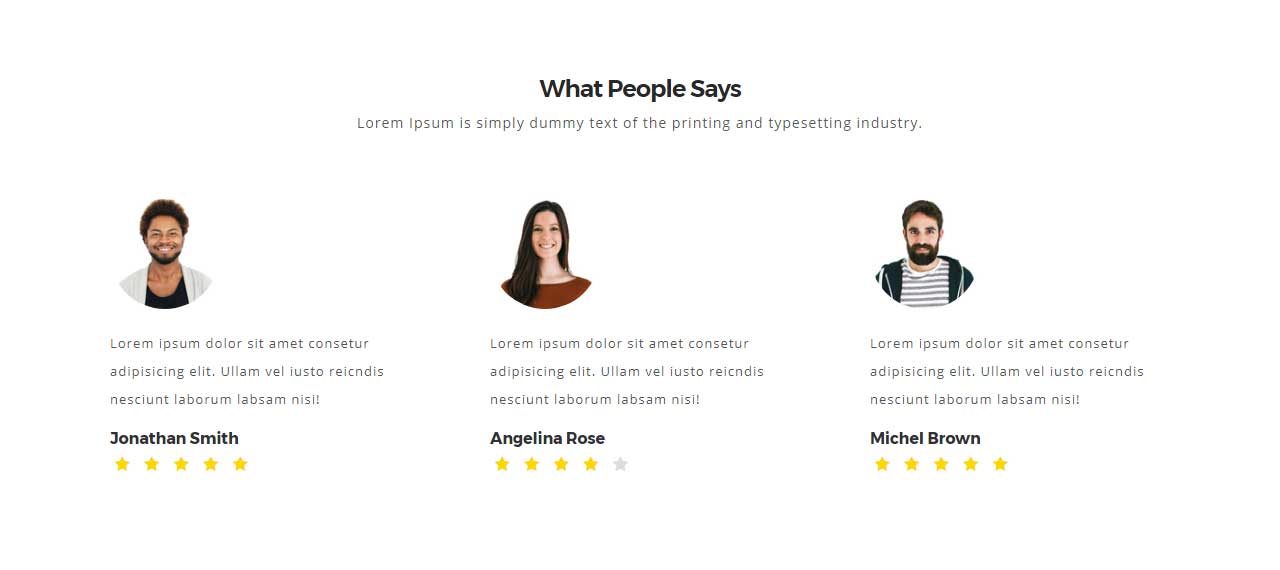 What People Says
Lorem Ipsum is simply dummy text of the printing and typesetting industry.
Lorem ipsum dolor sit amet consetur
adipisicing elit. Ullam vel iusto reicndis
nesciunt laborum labsam nisi!
Jonathan Smith
Lorem ipsum dolor sit amet consetur
adipisicing elit. Ullam vel iusto reicndis
nesciunt laborum labsam nisi!
Angelina Rose
Lorem ipsum dolor sit amet consetur
adipisicing elit. Ullam vel iusto reicndis
nesciunt laborum labsam nisi!
Michel Brown